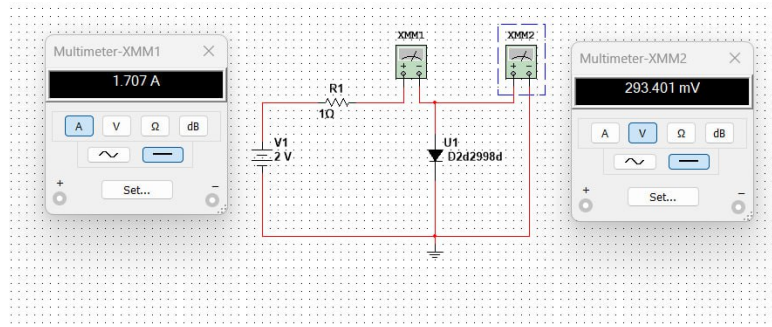 Multimeter-XMM1
1.707 A
A V Ω dB
Set...
+ -
XMM1
+ -
XMM2
+ -
R1
1Ω
V1
2 V
U1
D2d2998d
Multimeter-XMM2
293.401 mV
A V Ω dB
Set...
+ -